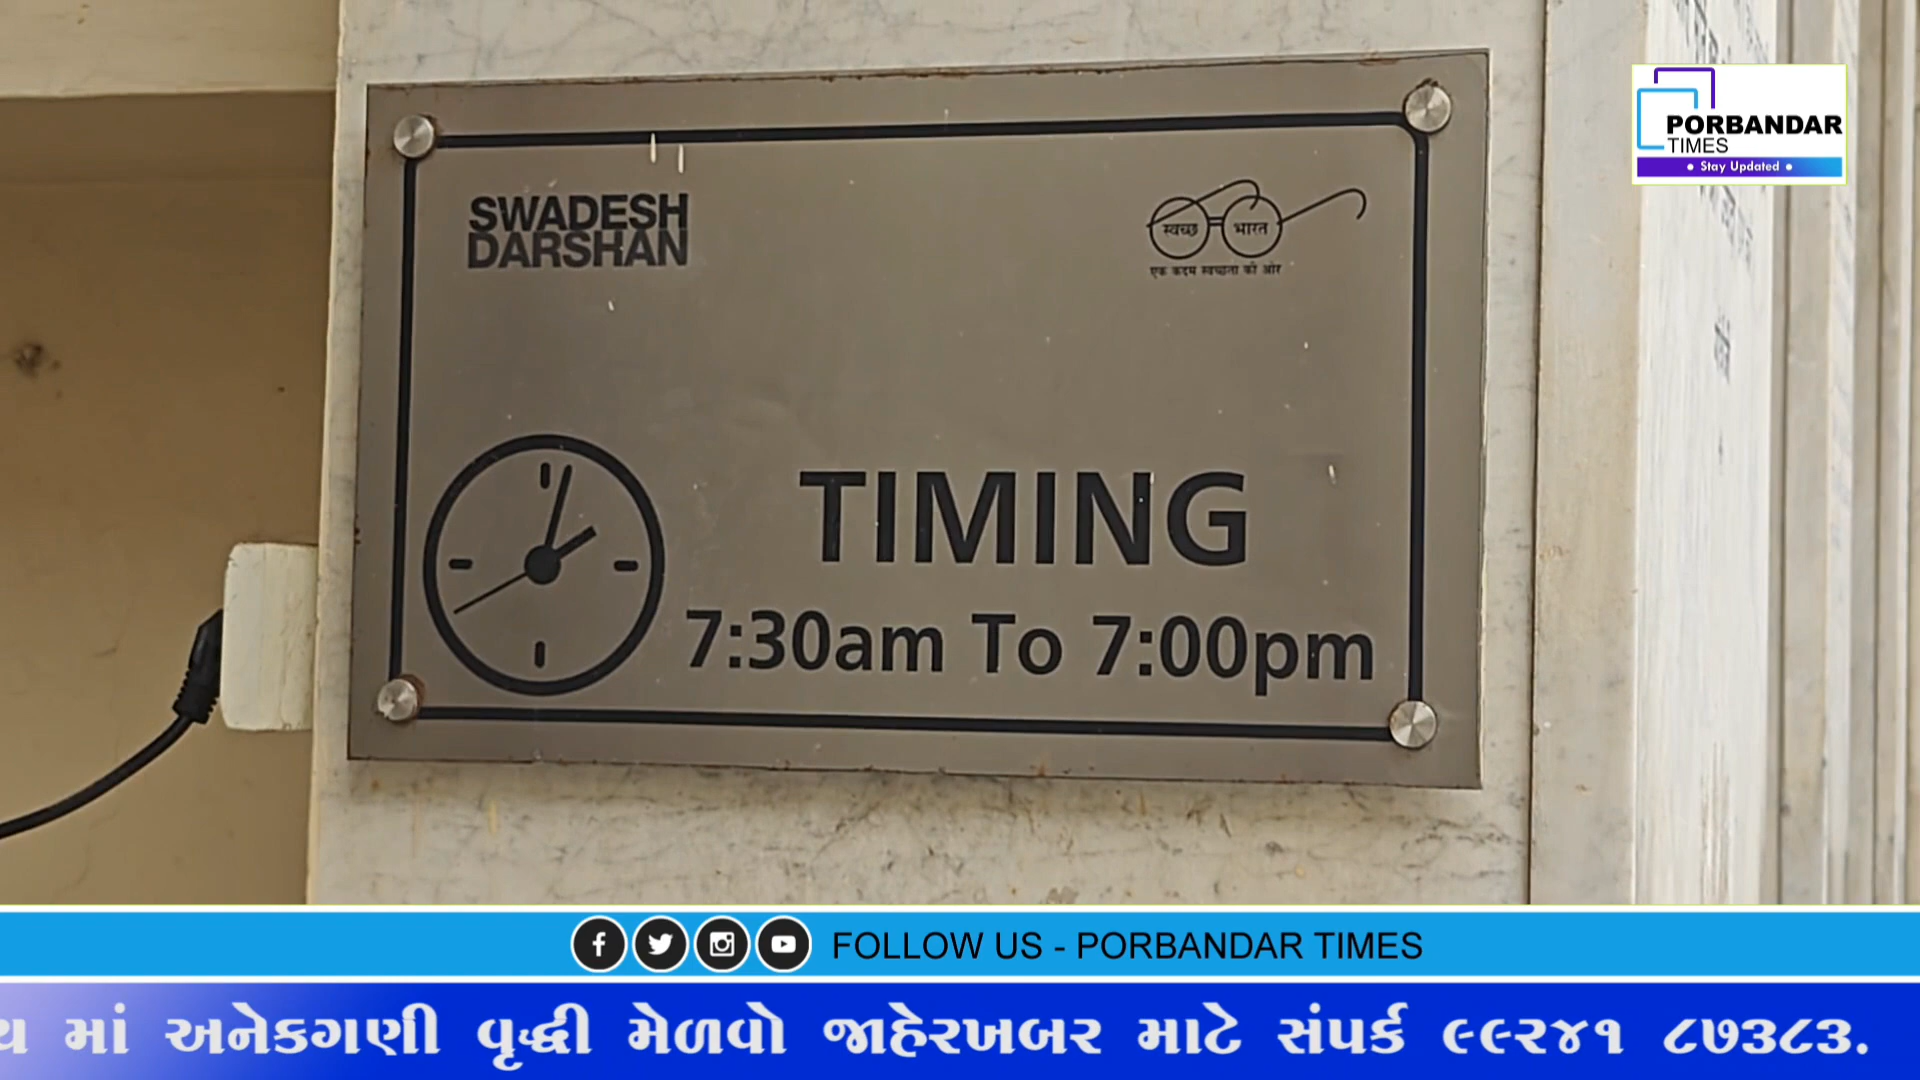 PORBANDAR
TIMES
• Stay Updated •
SWADESH
DARSHAN
स्वच्छ भारत
एक कदम स्वच्छता की ओर
TIMING
7:30am To 7:00pm
FOLLOW US - PORBANDAR TIMES
માં અનેકગણી વૃદ્ધી મેળવો જાહેરખબર માટે સંપર્ક ૯૯૨૪૧ ૮૭૩૮૩.